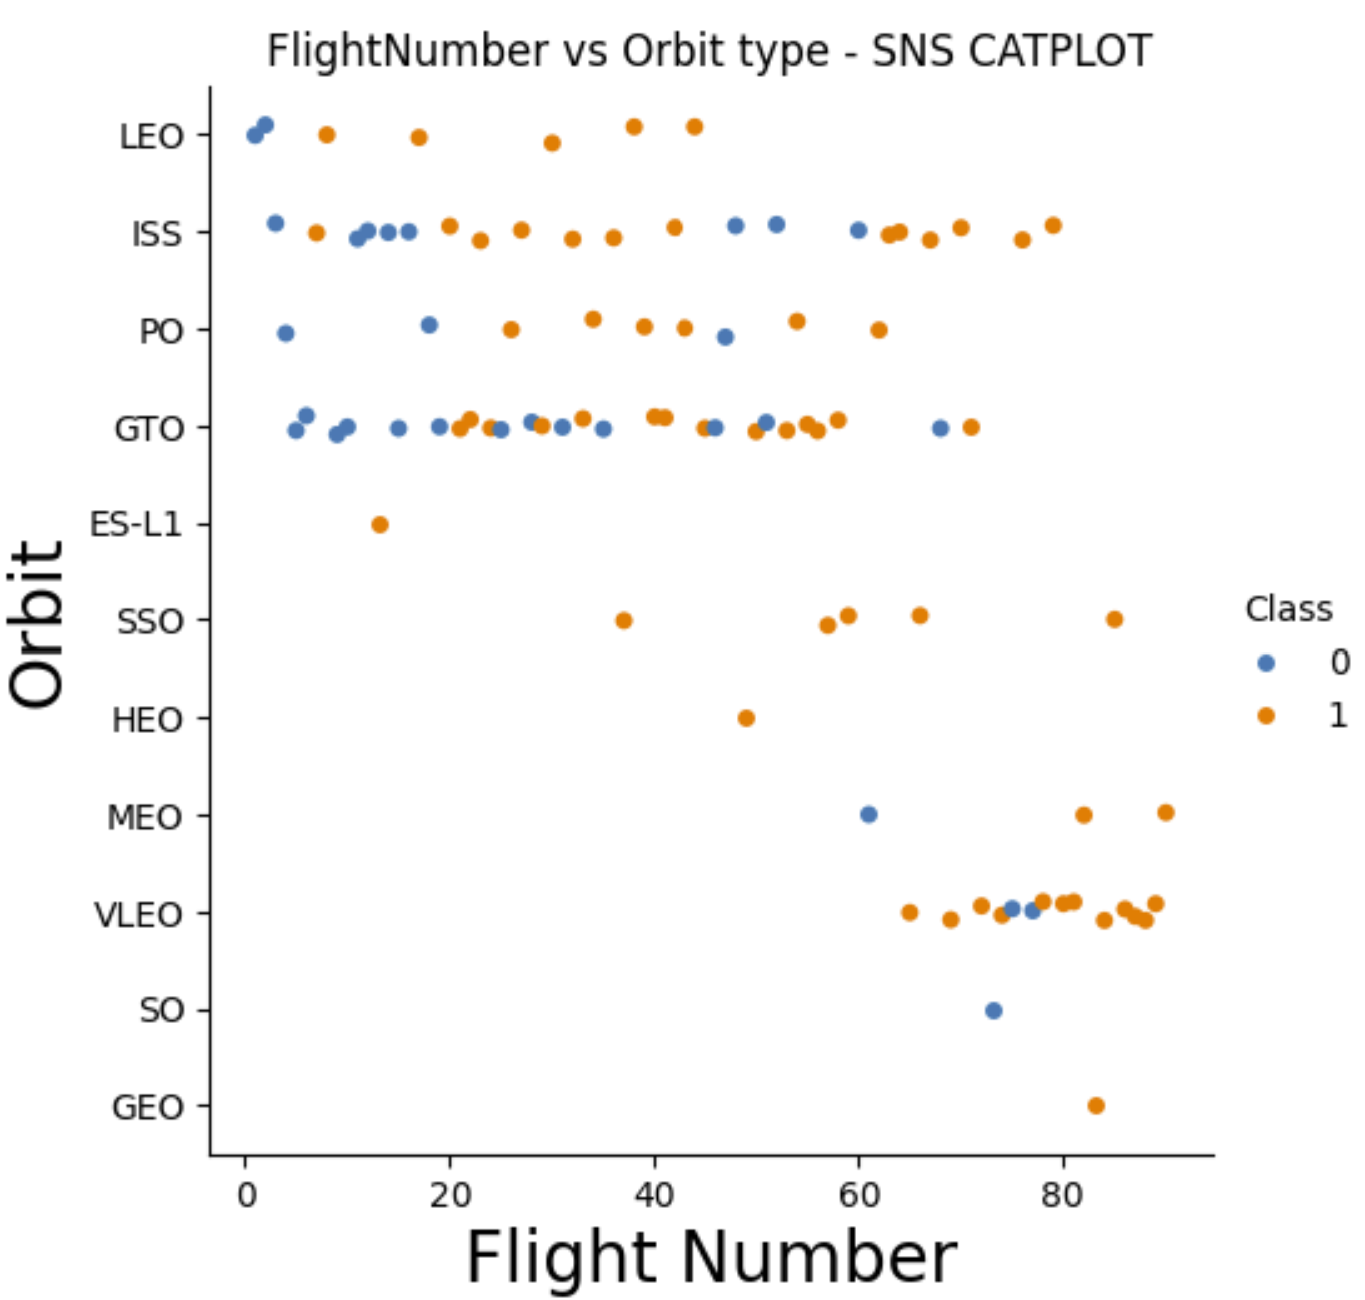 FlightNumber vs Orbit type - SNS CATPLOT
LEO
ISS
PO
GTO
ES-L1
SSO
HEO
MEO
VLEO
SO
GEO
Orbit
0 20 40 60 80
Flight Number
Class
0
1